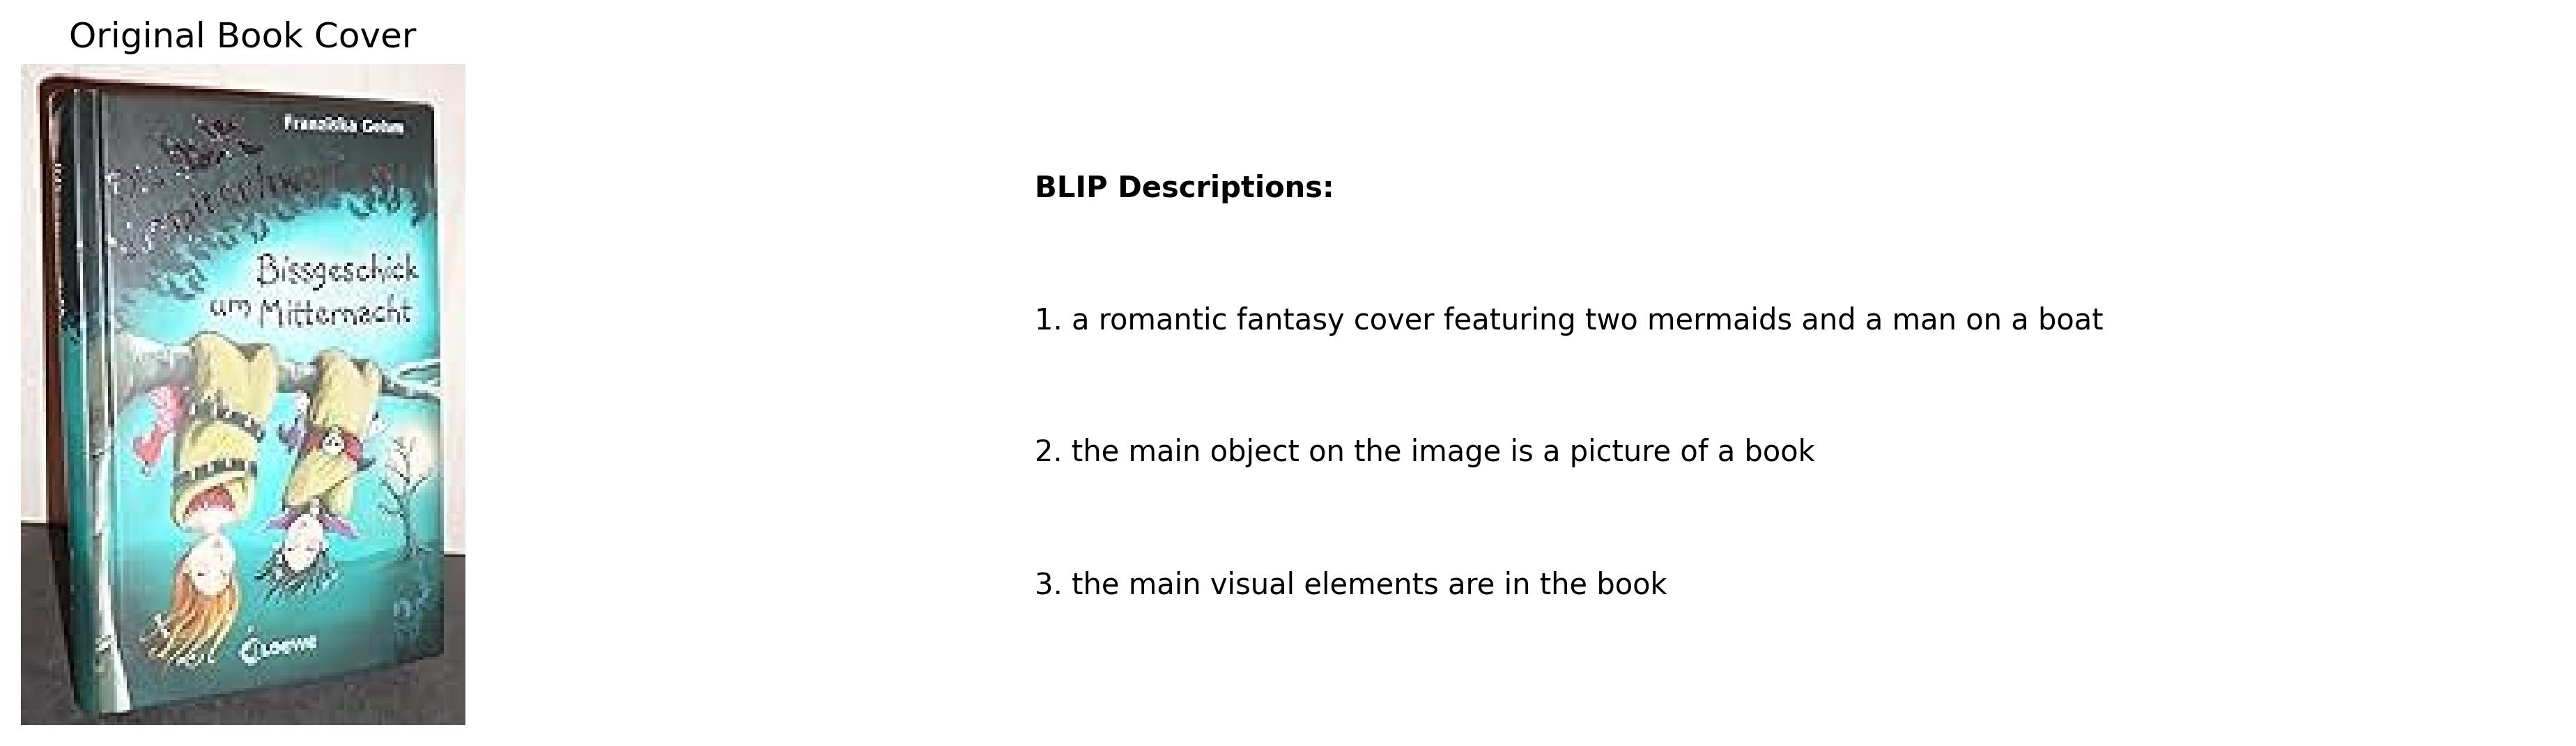 Original Book Cover
Franziska Gehm
Bissgeschick
um Mitternacht
Loewe
BLIP Descriptions:
1. a romantic fantasy cover featuring two mermaids and a man on a boat
2. the main object on the image is a picture of a book
3. the main visual elements are in the book